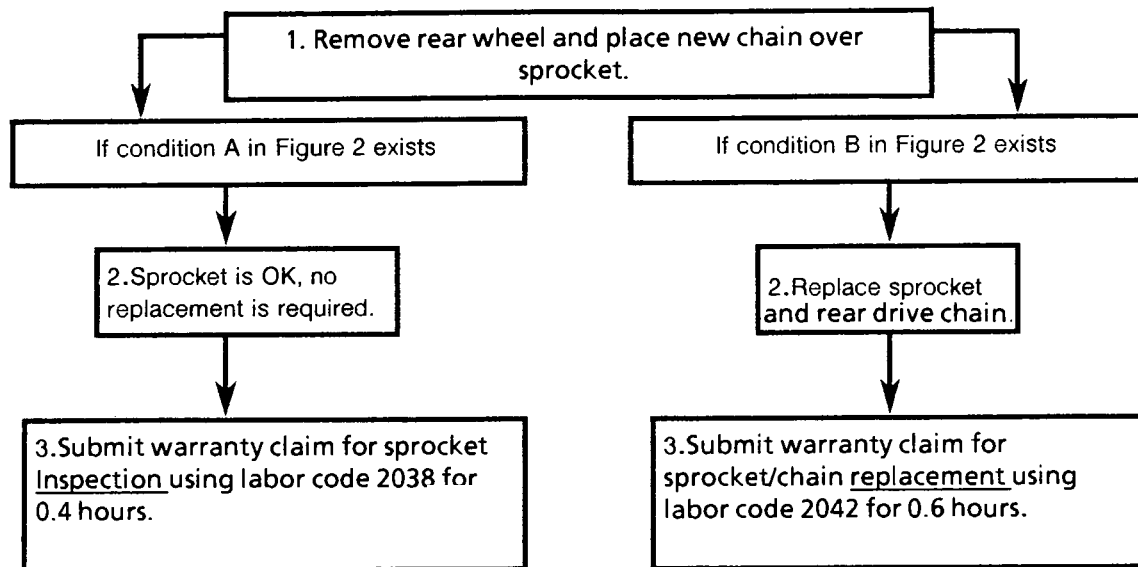 1. Remove rear wheel and place new chain over
sprocket.
If condition A in Figure 2 exists
If condition B in Figure 2 exists
2.Sprocket is OK, no
replacement is required.
2.Replace sprocket
and rear drive chain.
3.Submit warranty claim for sprocket
Inspection using labor code 2038 for
0.4 hours.
3.Submit warranty claim for
sprocket/chain replacement using
labor code 2042 for 0.6 hours.